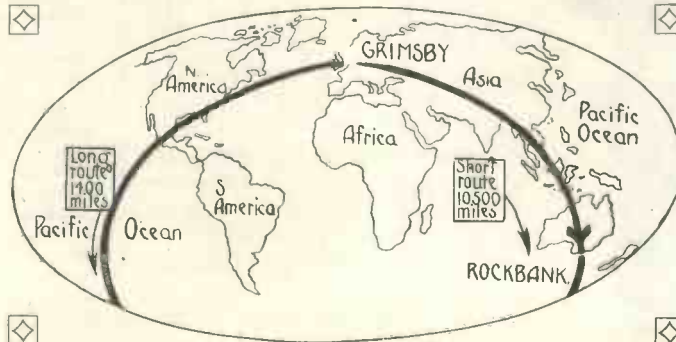 GRIMSBY
N.
America
Asia
Pacific
Ocean
Africa
Long
route
14.00
miles
Short
route
10,500
miles
S
America
Pacific
Ocean
ROCKBANK.